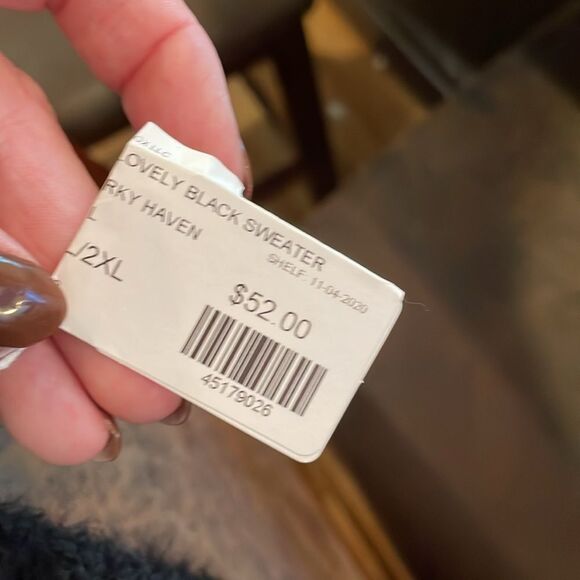 LOVELY BLACK SWEATER
RKY HAVEN
L
L/2XL
SHELF: 11-04-2020
$52.00
45179026